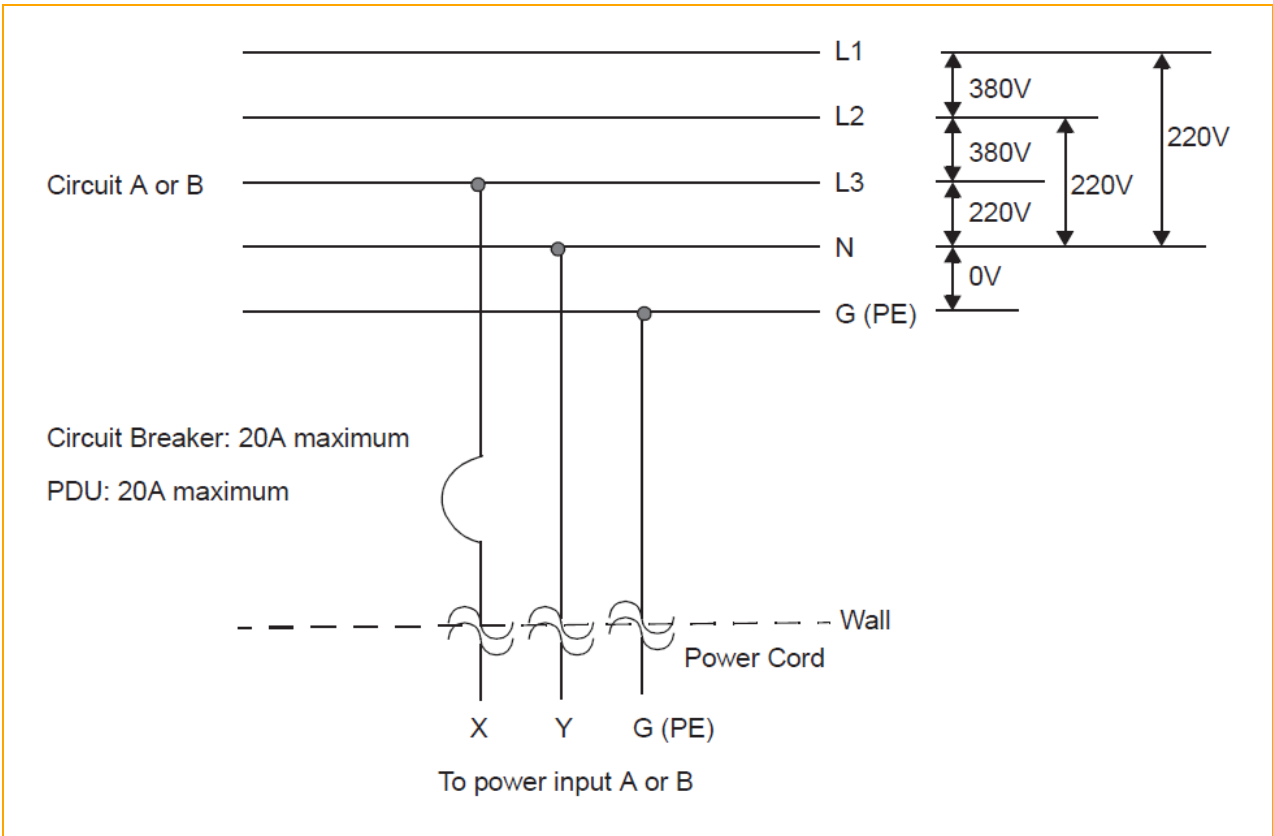 L1
380V
L2
220V
380V
Circuit A or B
L3
220V
220V
N
0V
G (PE)
Circuit Breaker: 20A maximum
PDU: 20A maximum
Wall
Power Cord
X Y G (PE)
To power input A or B